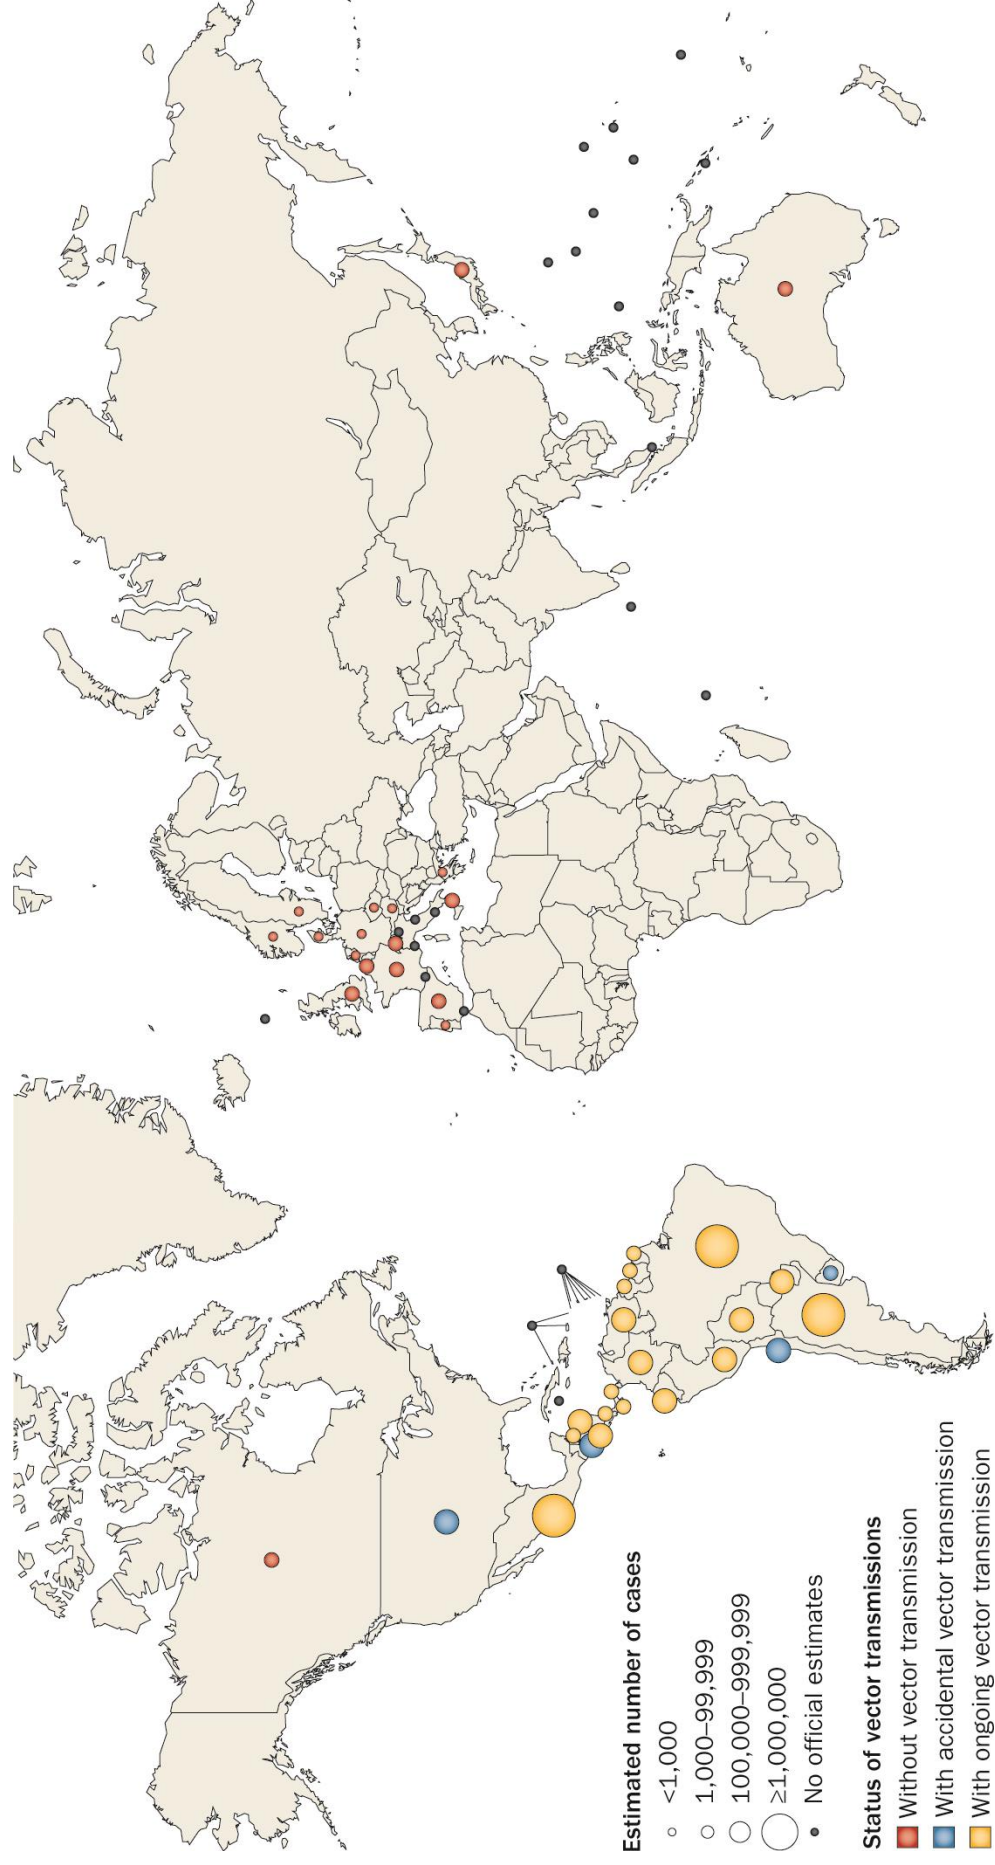 Estimated number of cases
<1,000
1,000–99,999
100,000–999,999
≥1,000,000
No official estimates
Status of vector transmissions
Without vector transmission
With accidental vector transmission
With ongoing vector transmission